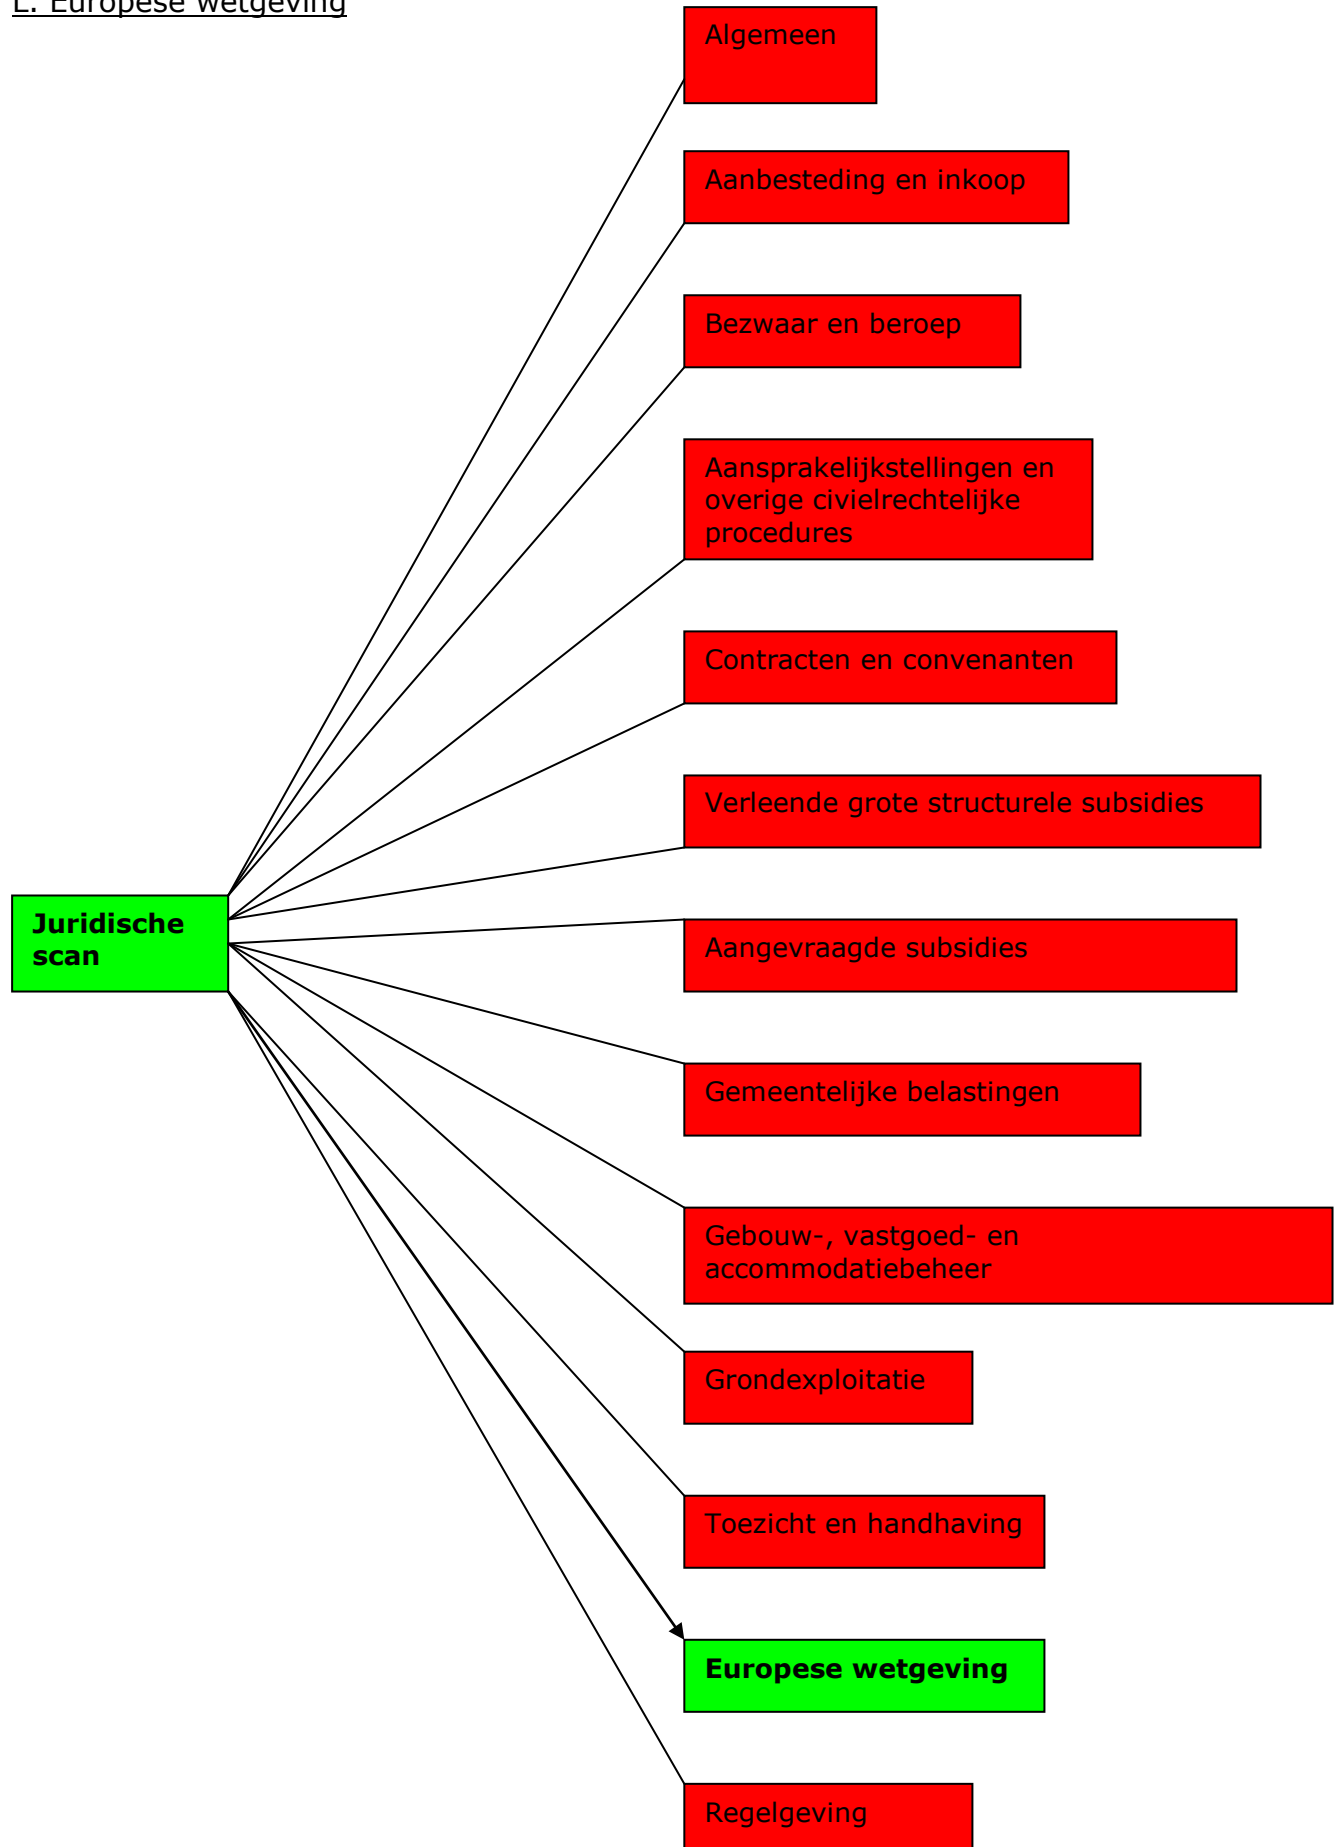 L. Europese wetgeving
Algemeen
Aanbesteding en inkoop
Bezwaar en beroep
Aansprakelijkstellingen en
overige civielrechtelijke
procedures
Contracten en convenanten
Verleende grote structurele subsidies
Juridische
scan
Aangevraagde subsidies
Gemeentelijke belastingen
Gebouw-, vastgoed- en
accommodatiebeheer
Grondexploitatie
Toezicht en handhaving
Europese wetgeving
Regelgeving